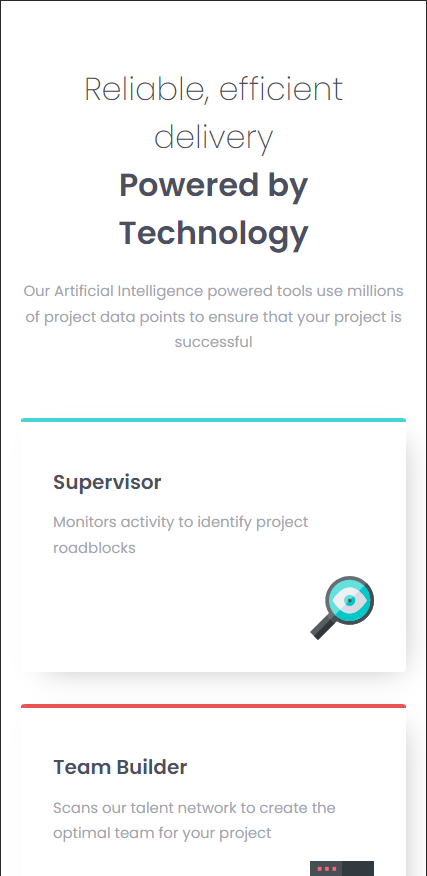 Reliable, efficient
delivery
Powered by
Technology
Our Artificial Intelligence powered tools use millions
of project data points to ensure that your project is
successful
Supervisor
Monitors activity to identify project
roadblocks
Team Builder
Scans our talent network to create the
optimal team for your project